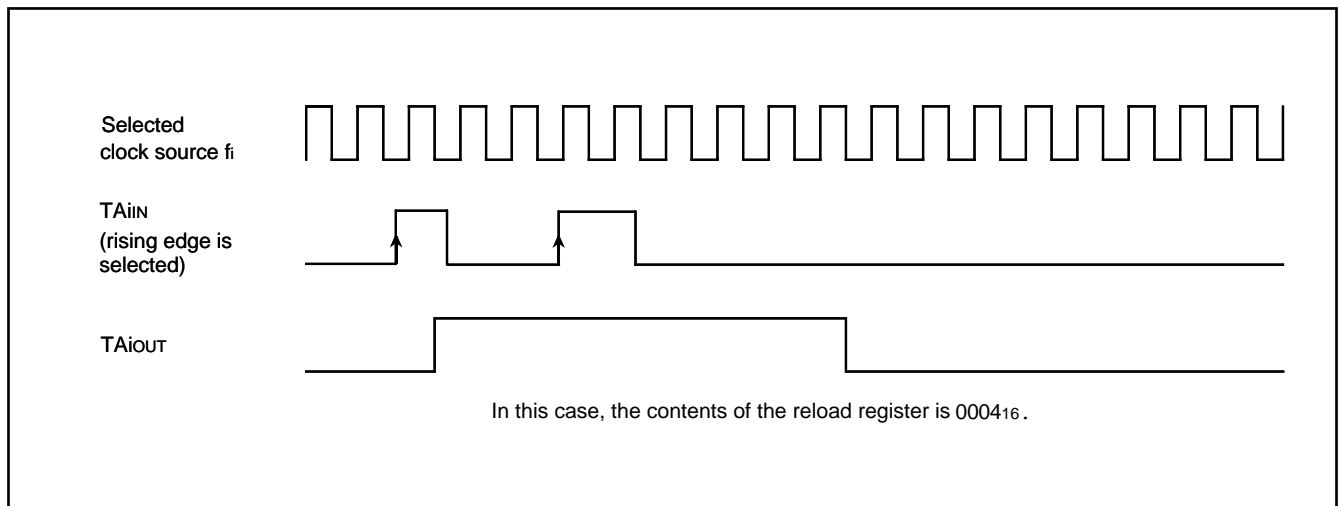 Selected
clock source fi
TAiIN
(rising edge is
selected)
TAiOUT
In this case, the contents of the reload register is 000416.